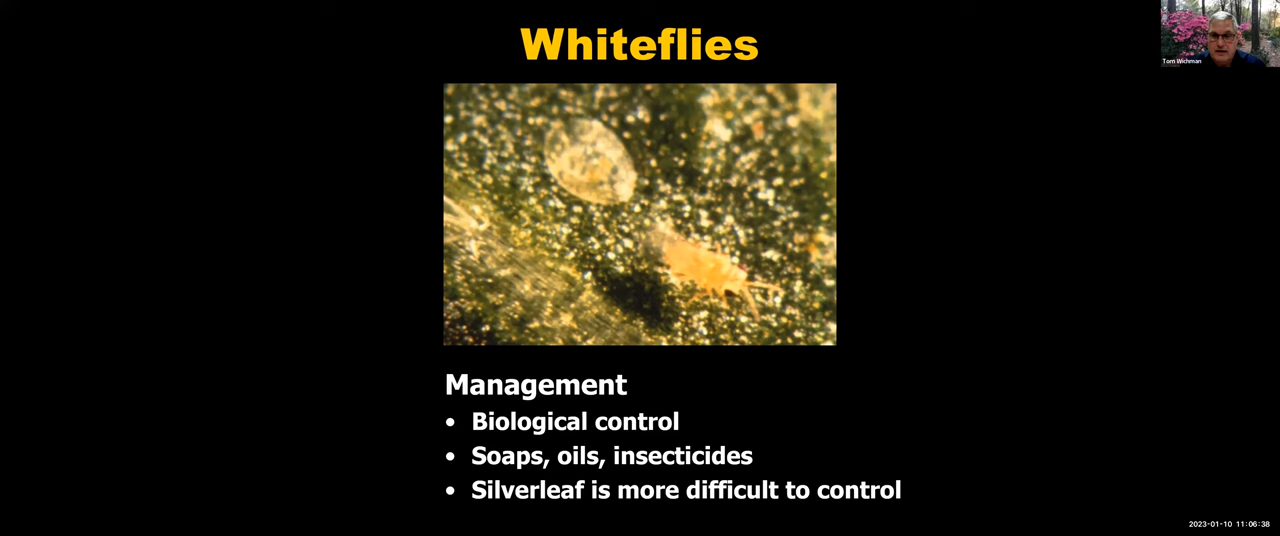 Whiteflies
Tom Wichman
Management
• Biological control
• Soaps, oils, insecticides
• Silverleaf is more difficult to control
2023-01-10 11:06:38